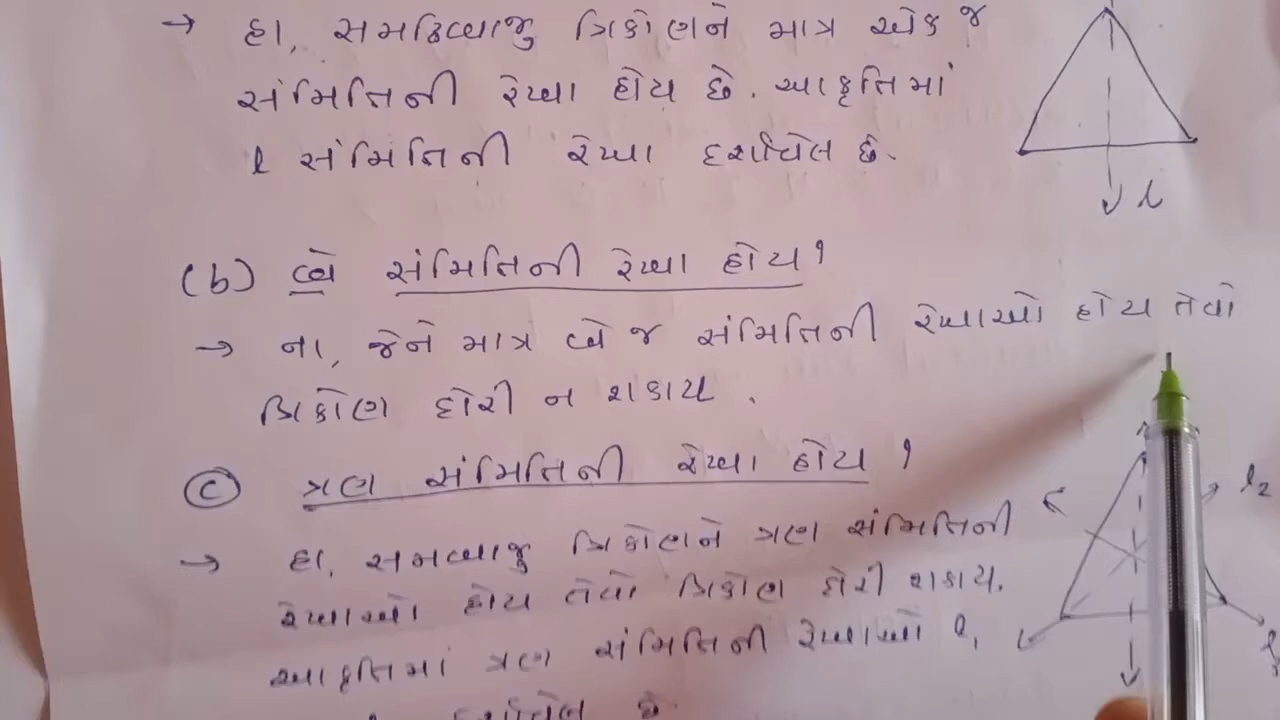 → હા, સમદ્વિબાજુ ત્રિકોણને માત્ર એક જ
સંમિતિની રેખા હોય છે. આકૃતિમાં
l સંમિતિની રેખા દર્શાવેલ છે.
l
(b) બે સંમિતિની રેખા હોય?
→ ના, જેને માત્ર બે જ સંમિતિની રેખાઓ હોય તેવો
ત્રિકોણ દોરી ન શકાય.
(c) ત્રણ સંમિતિની રેખા હોય?
→ હા, સમબાજુ ત્રિકોણને ત્રણ સંમિતિની
રેખાઓ હોય તેવો ત્રિકોણ દોરી શકાય.
આકૃતિમાં ત્રણ સંમિતિની રેખાઓ l,
દર્શાવેલ છે.
l₂